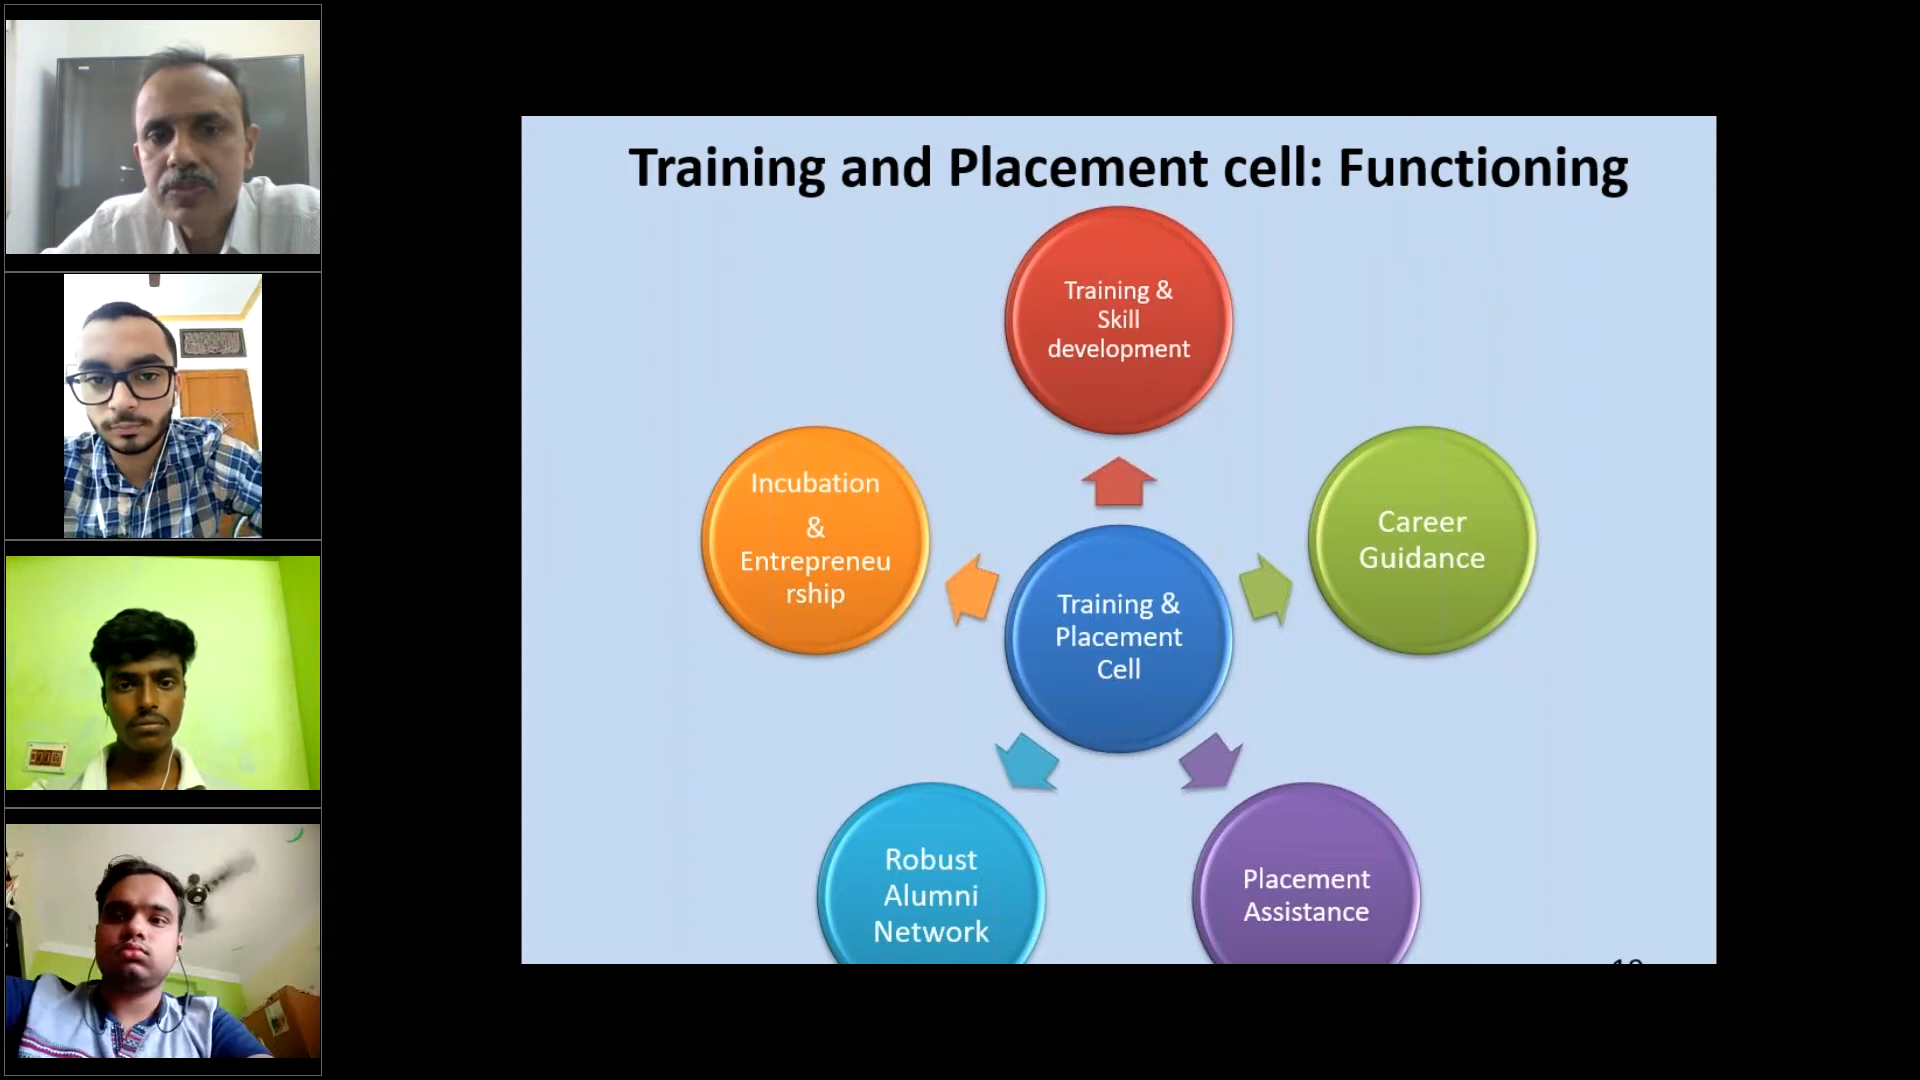 Training and Placement cell: Functioning
Training &
Skill
development
Incubation
&
Entrepreneu
rship
Career
Guidance
Training &
Placement
Cell
Robust
Alumni
Network
Placement
Assistance